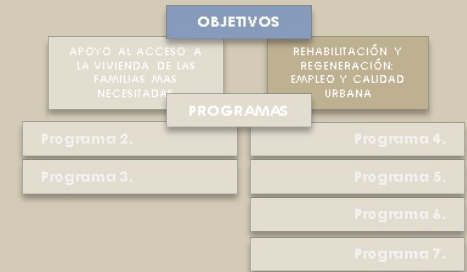 OBJETIVOS
APOYO AL ACCESO A
LA VIVIENDA DE LAS
FAMILIAS MAS
NECESITADAS
REHABILITACIÓN Y
REGENERACIÓN:
EMPLEO Y CALIDAD
URBANA
PROGRAMAS
Programa 2.
Programa 3.
Programa 4.
Programa 5.
Programa 6.
Programa 7.